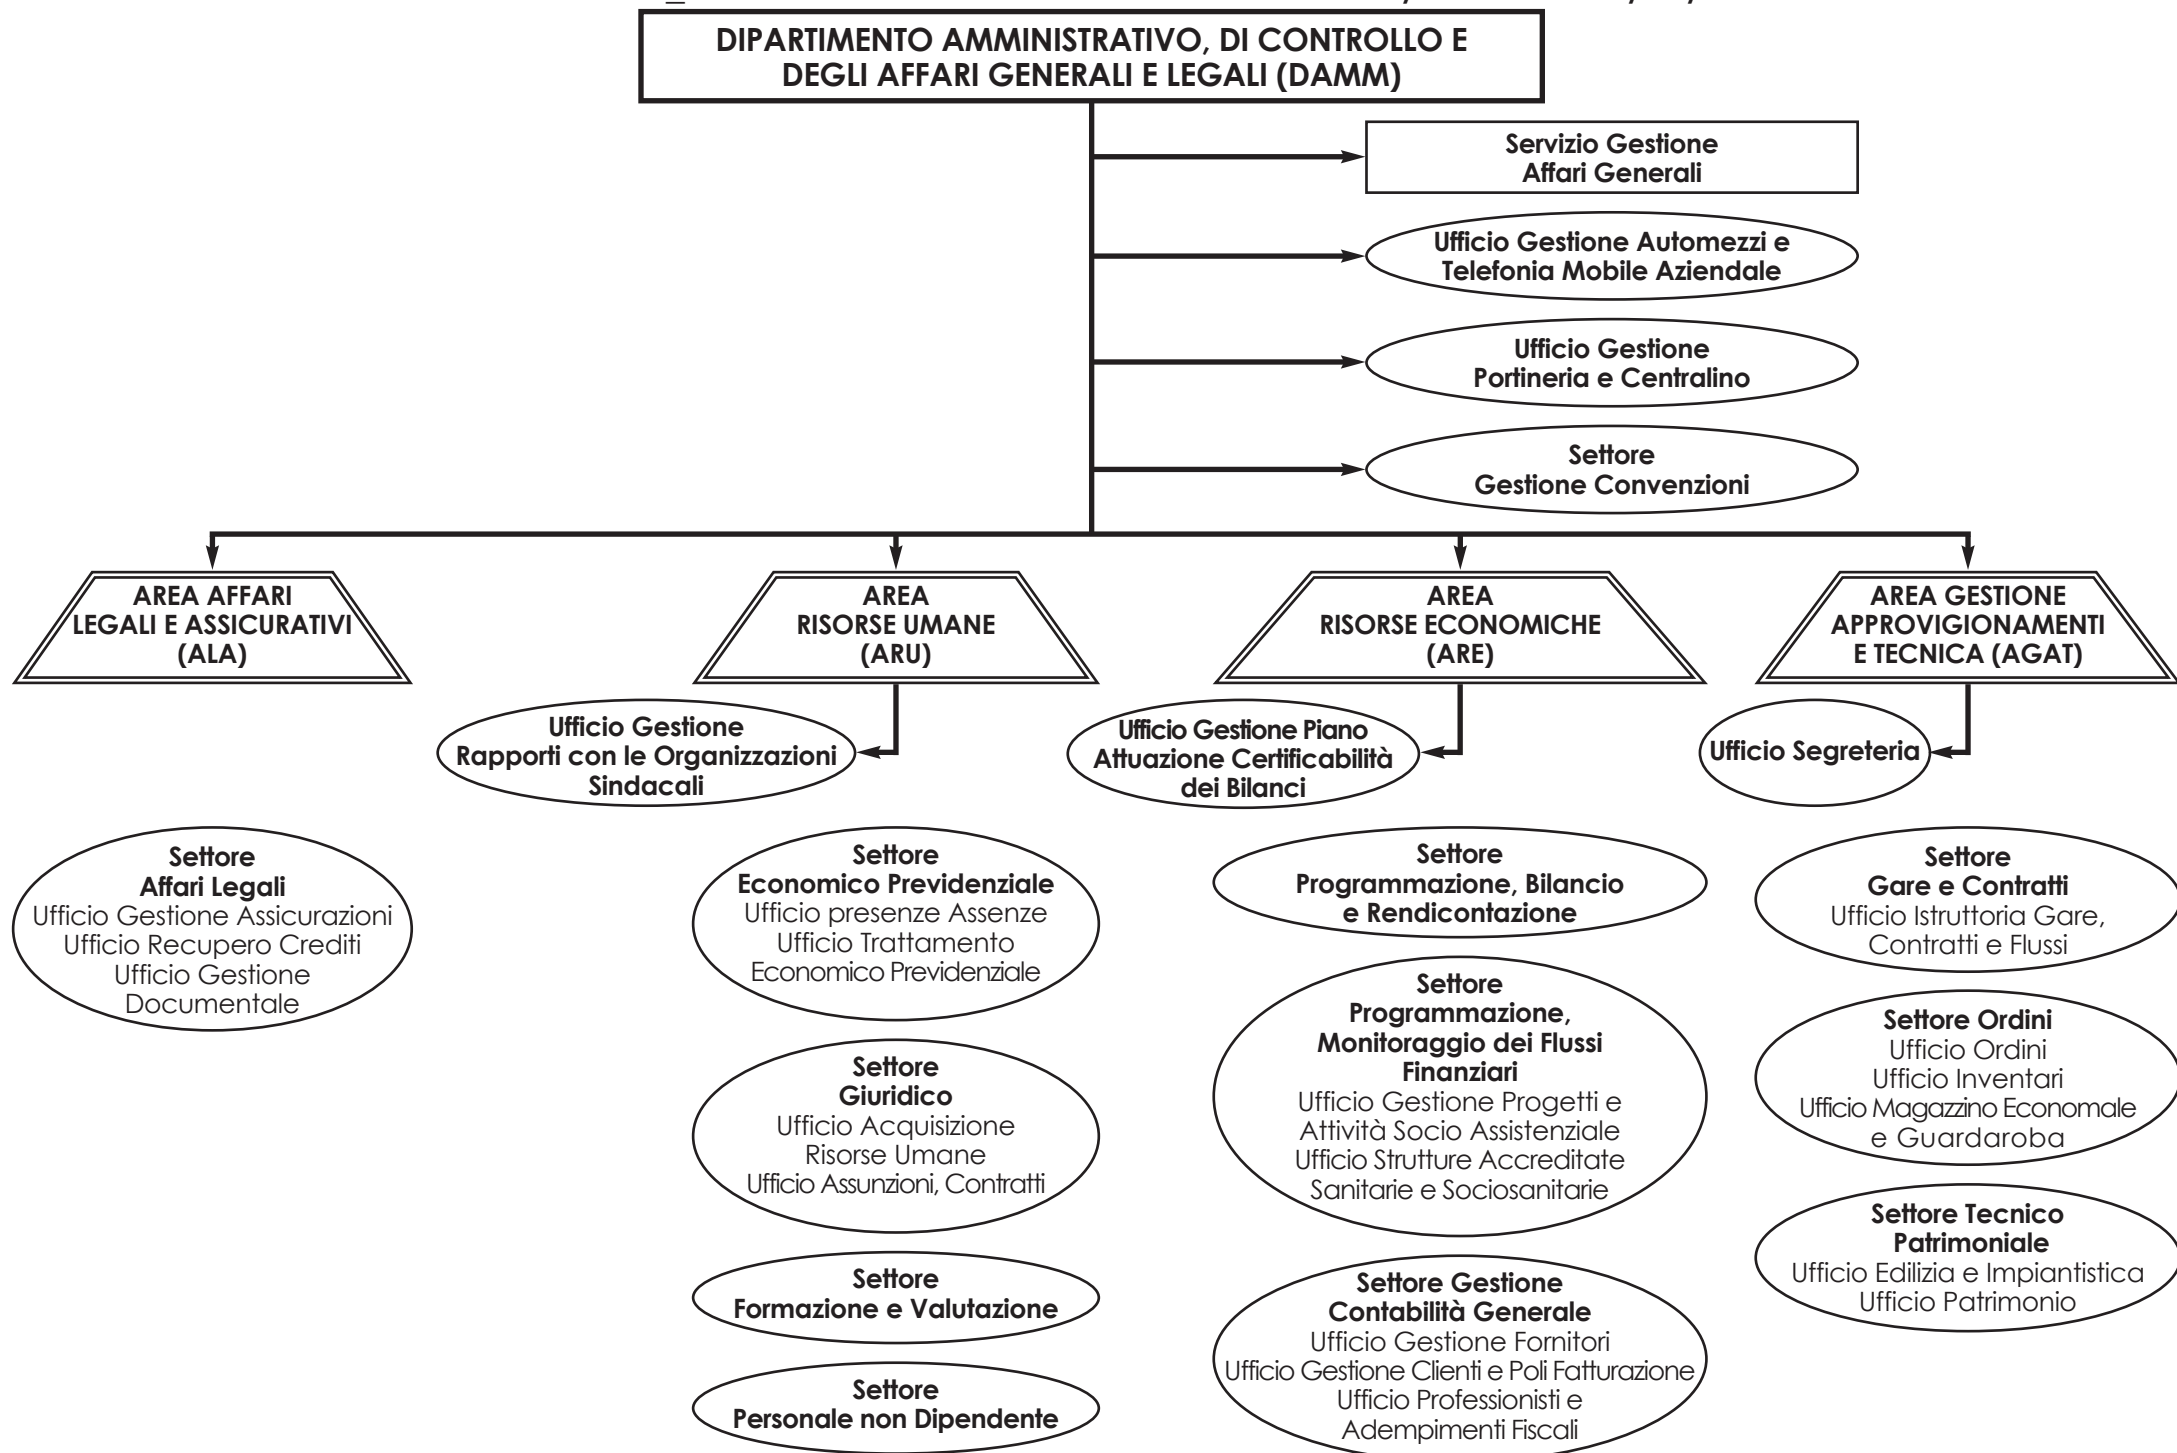 DIPARTIMENTO AMMINISTRATIVO, DI CONTROLLO E
DEGLI AFFARI GENERALI E LEGALI (DAMM)
Servizio Gestione
Affari Generali
Ufficio Gestione Automezzi e
Telefonia Mobile Aziendale
Ufficio Gestione
Portineria e Centralino
Settore
Gestione Convenzioni
AREA AFFARI
LEGALI E ASSICURATIVI
(ALA)
AREA
RISORSE UMANE
(ARU)
AREA
RISORSE ECONOMICHE
(ARE)
AREA GESTIONE
APPROVIGIONAMENTI
E TECNICA (AGAT)
Ufficio Gestione
Rapporti con le Organizzazioni
Sindacali
Ufficio Gestione Piano
Attuazione Certificabilità
dei Bilanci
Ufficio Segreteria
Settore
Affari Legali
Ufficio Gestione Assicurazioni
Ufficio Recupero Crediti
Ufficio Gestione
Documentale
Settore
Economico Previdenziale
Ufficio presenze Assenze
Ufficio Trattamento
Economico Previdenziale
Settore
Giuridico
Ufficio Acquisizione
Risorse Umane
Ufficio Assunzioni, Contratti
Settore
Formazione e Valutazione
Settore
Personale non Dipendente
Settore
Programmazione, Bilancio
e Rendicontazione
Settore
Programmazione,
Monitoraggio dei Flussi
Finanziari
Ufficio Gestione Progetti e
Attività Socio Assistenziale
Ufficio Strutture Accreditate
Sanitarie e Sociosanitarie
Settore Gestione
Contabilità Generale
Ufficio Gestione Fornitori
Ufficio Gestione Clienti e Poli Fatturazione
Ufficio Professionisti e
Adempimenti Fiscali
Settore
Gare e Contratti
Ufficio Istruttoria Gare,
Contratti e Flussi
Settore Ordini
Ufficio Ordini
Ufficio Inventari
Ufficio Magazzino Economale
e Guardaroba
Settore Tecnico
Patrimoniale
Ufficio Edilizia e Impiantistica
Ufficio Patrimonio